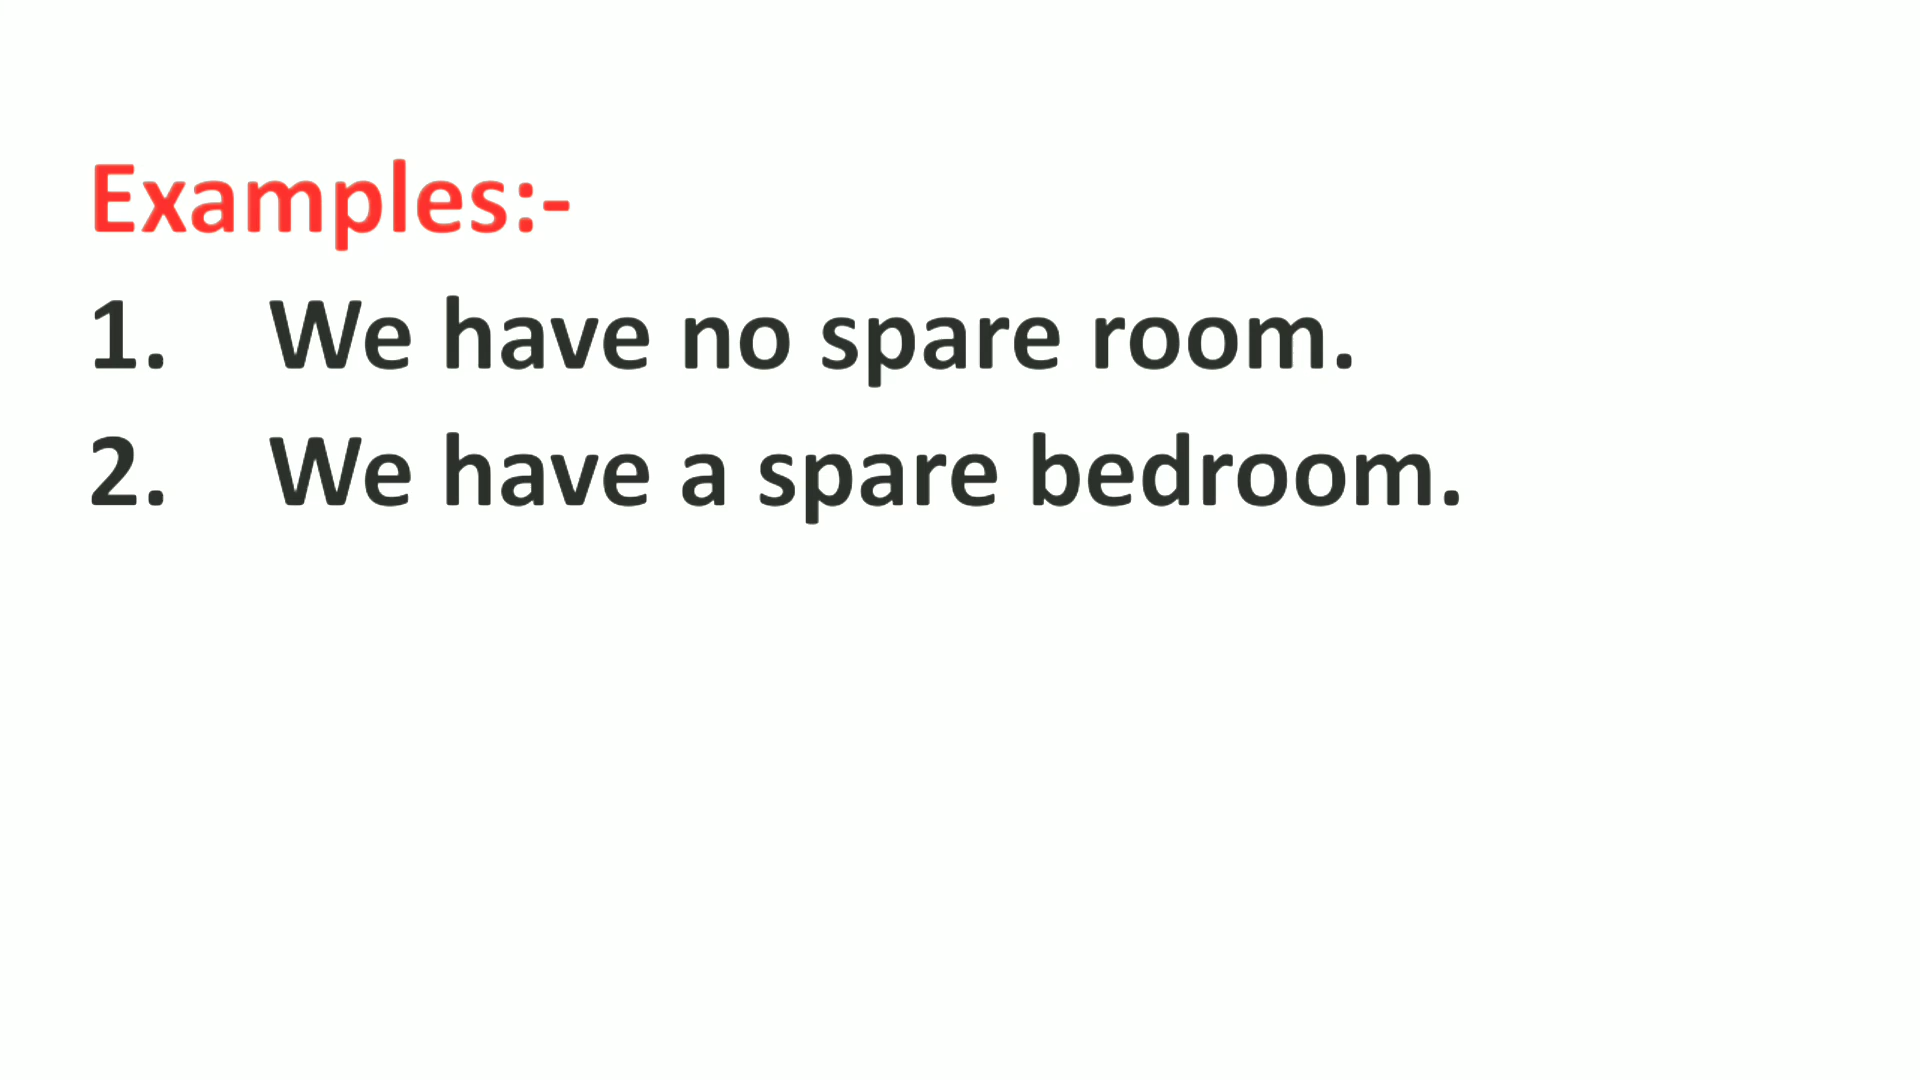 Examples:-
1. We have no spare room.
2. We have a spare bedroom.